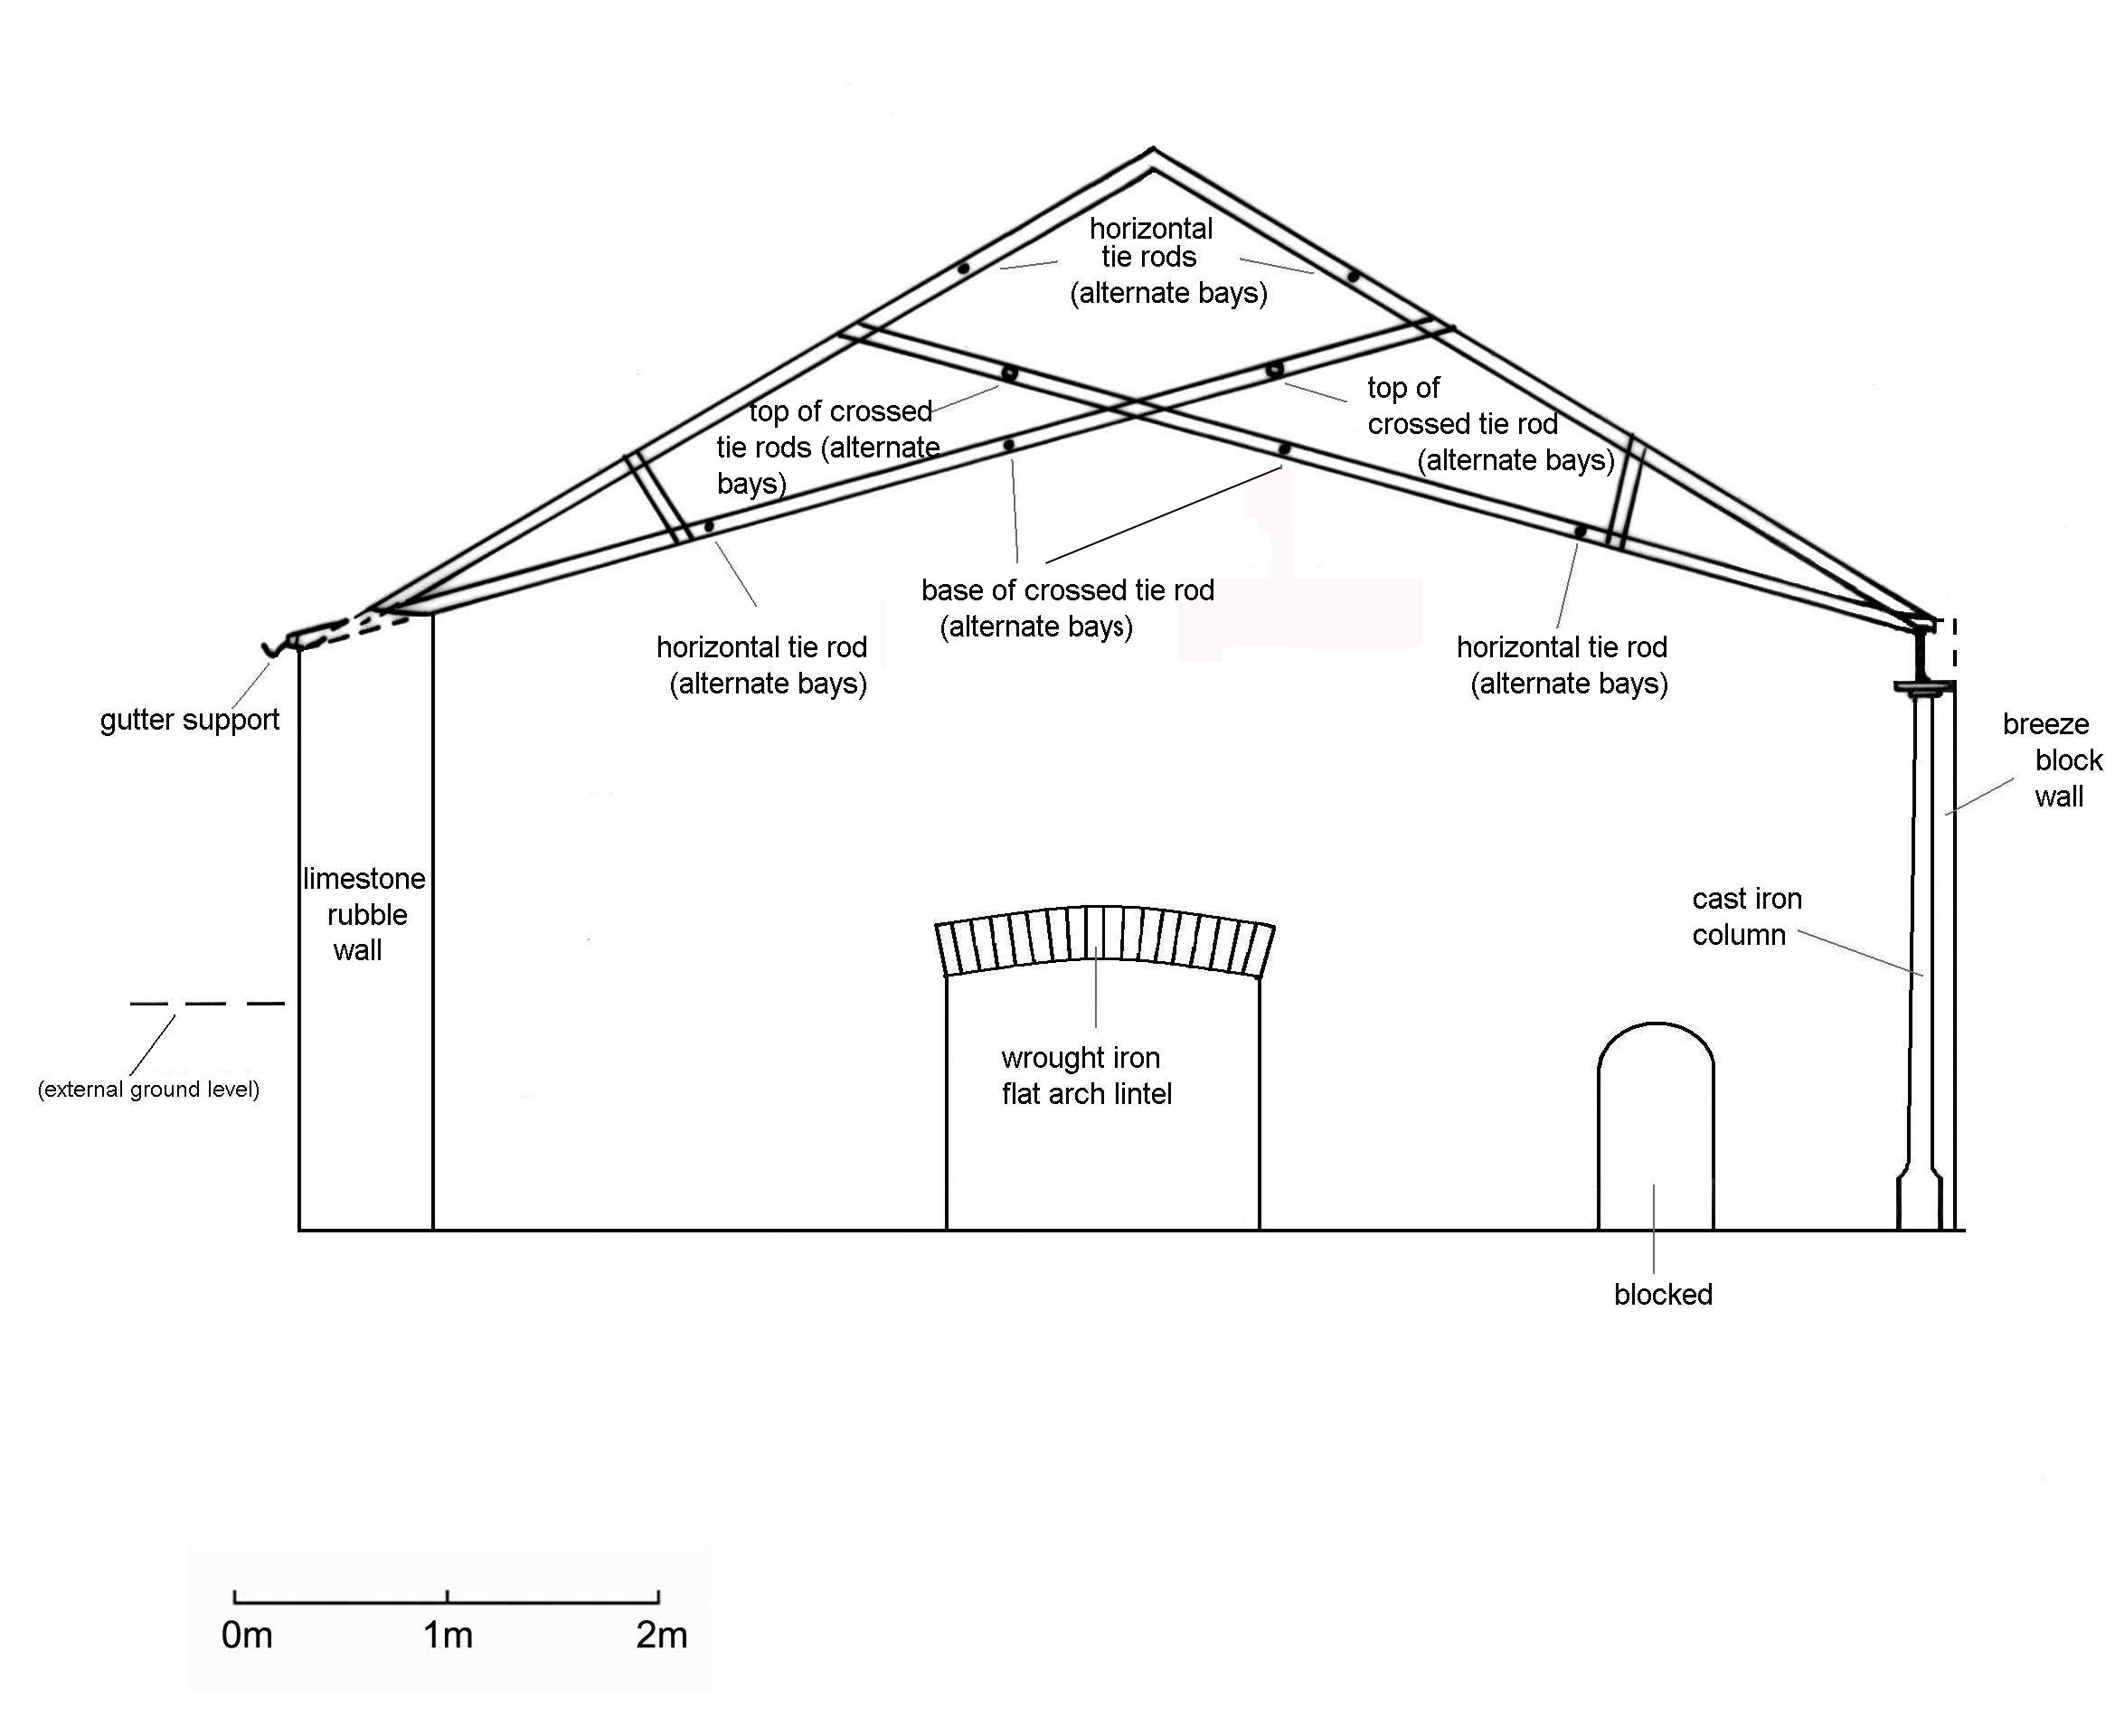 horizontal
tie rods
(alternate bays)
top of crossed
tie rods (alternate
bays)
top of
crossed tie rod
(alternate bays)
base of crossed tie rod
(alternate bays)
horizontal tie rod
(alternate bays)
horizontal tie rod
(alternate bays)
gutter support
breeze
block
wall
limestone
rubble
wall
cast iron
column
wrought iron
flat arch lintel
(external ground level)
blocked
0m 1m 2m